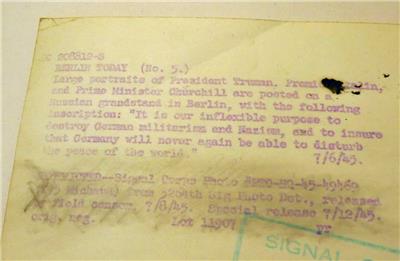 SC 208312-S
BERLIN TODAY (No. 5.)
Large portraits of President Truman, Premier
and Prime Minister Churchill are posted on a
Russian grandstand in Berlin, with the following
inscription: "It is our inflexible purpose to
destroy German militarism and Nazism, and to insure
that Germany will never again be able to disturb
the peace of the world."
7/6/45.
Signal Corps Photo
from 3264th Sig Photo Det., released
by field censor, 7/8/45. Special release 7/12/45.
orig. neg. Lot 11907
SIGNAL